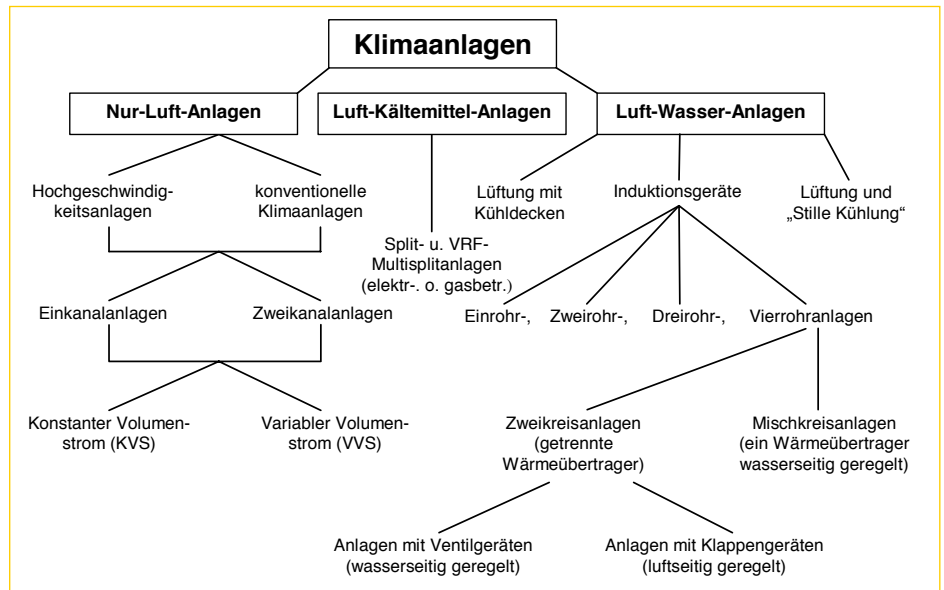 Klimaanlagen
Nur-Luft-Anlagen
Luft-Kältemittel-Anlagen
Luft-Wasser-Anlagen
Hochgeschwindig-
keitsanlagen
konventionelle
Klimaanlagen
Lüftung mit
Kühldecken
Induktionsgeräte
Lüftung und
„Stille Kühlung“
Split- u. VRF-
Multisplitanlagen
(elektr-. o. gasbetr.)
Einkanalanlagen
Zweikanalanlagen
Einrohr-,
Zweirohr-,
Dreirohr-,
Vierrohranlagen
Konstanter Volumen-
strom (KVS)
Variabler Volumen-
strom (VVS)
Zweikreisanlagen
(getrennte
Wärmeübertrager)
Mischkreisanlagen
(ein Wärmeübertrager
wasserseitig geregelt)
Anlagen mit Ventilgeräten
(wasserseitig geregelt)
Anlagen mit Klappengeräten
(luftseitig geregelt)